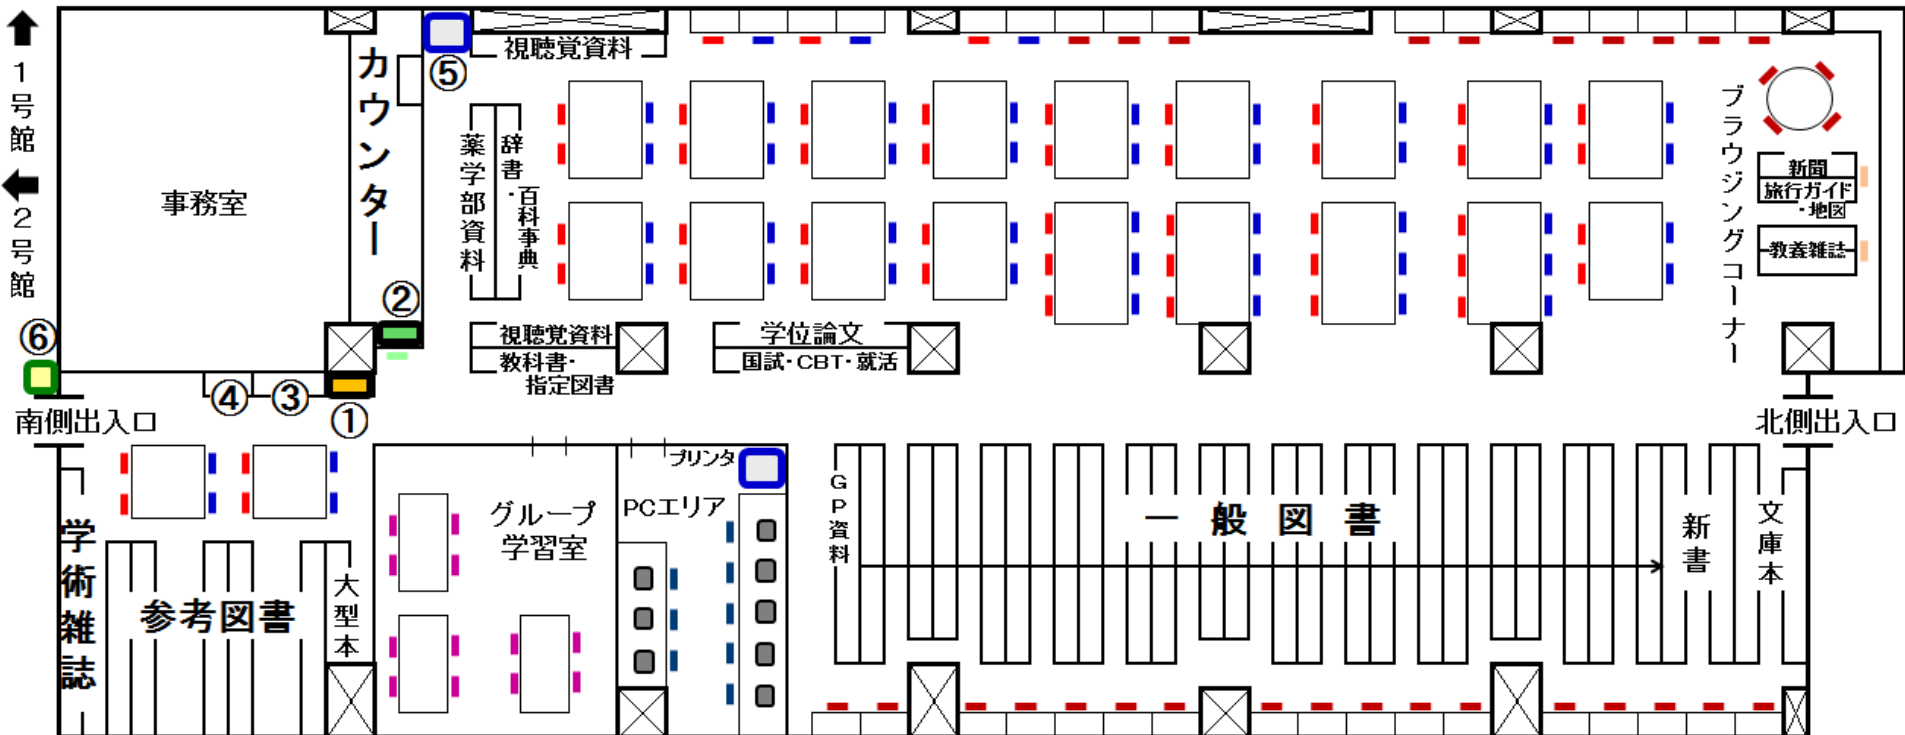 1号館
2号館
事務室
カウンター
⑤
視聴覚資料
薬学部資料
辞書・百科事典
②
⑥
④
③
①
視聴覚資料
教科書・
指定図書
学位論文
国試・CBT・就活
ブラウジングコーナー
新聞
旅行ガイド
・地図
教養雑誌
南側出入口
北側出入口
学術雑誌
参考図書
大型本
グループ
学習室
PCエリア
プリンタ
GP資料
一般図書
新書
文庫本